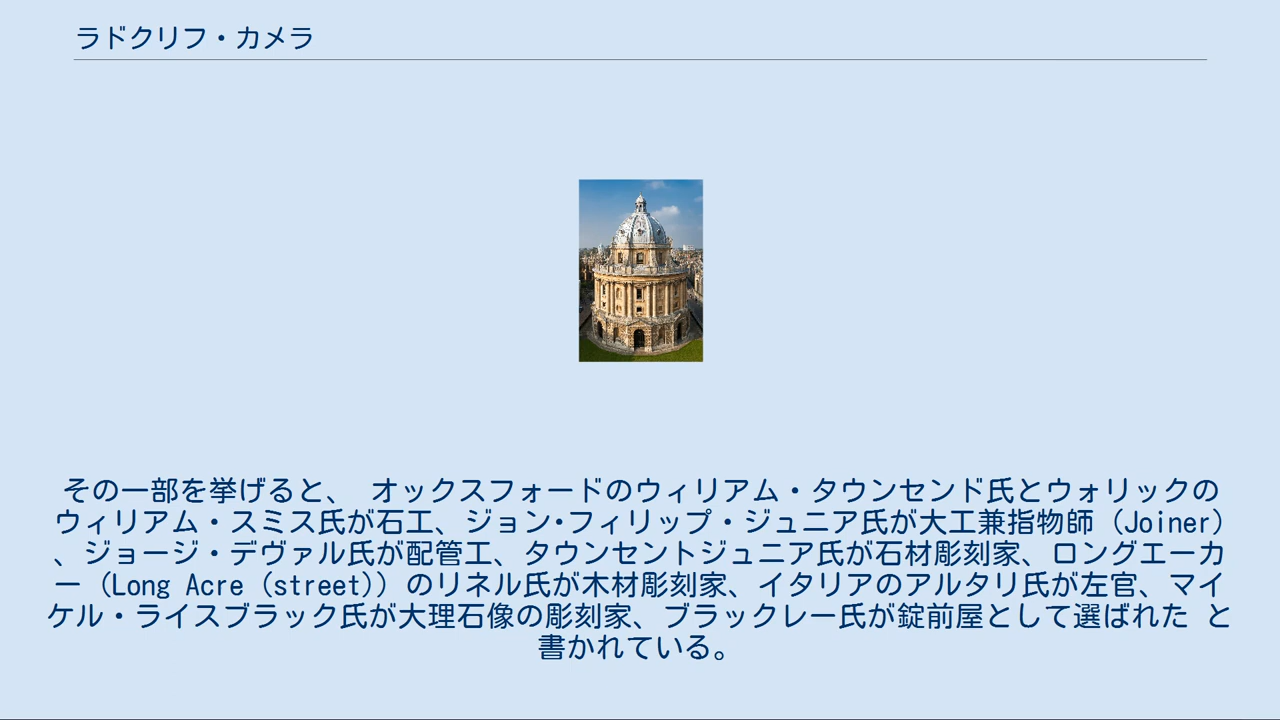 ラドクリフ・カメラ
その一部を挙げると、 オックスフォードのウィリアム・タウンセンド氏とウォリックの
ウィリアム・スミス氏が石工、ジョン･フィリップ・ジュニア氏が大工兼指物師（Joiner）
、ジョージ・デヴァル氏が配管工、タウンセントジュニア氏が石材彫刻家、ロングエーカ
ー（Long Acre (street)）のリネル氏が木材彫刻家、イタリアのアルタリ氏が左官、マイ
ケル・ライスブラック氏が大理石像の彫刻家、ブラックレー氏が錠前屋として選ばれた と
書かれている。